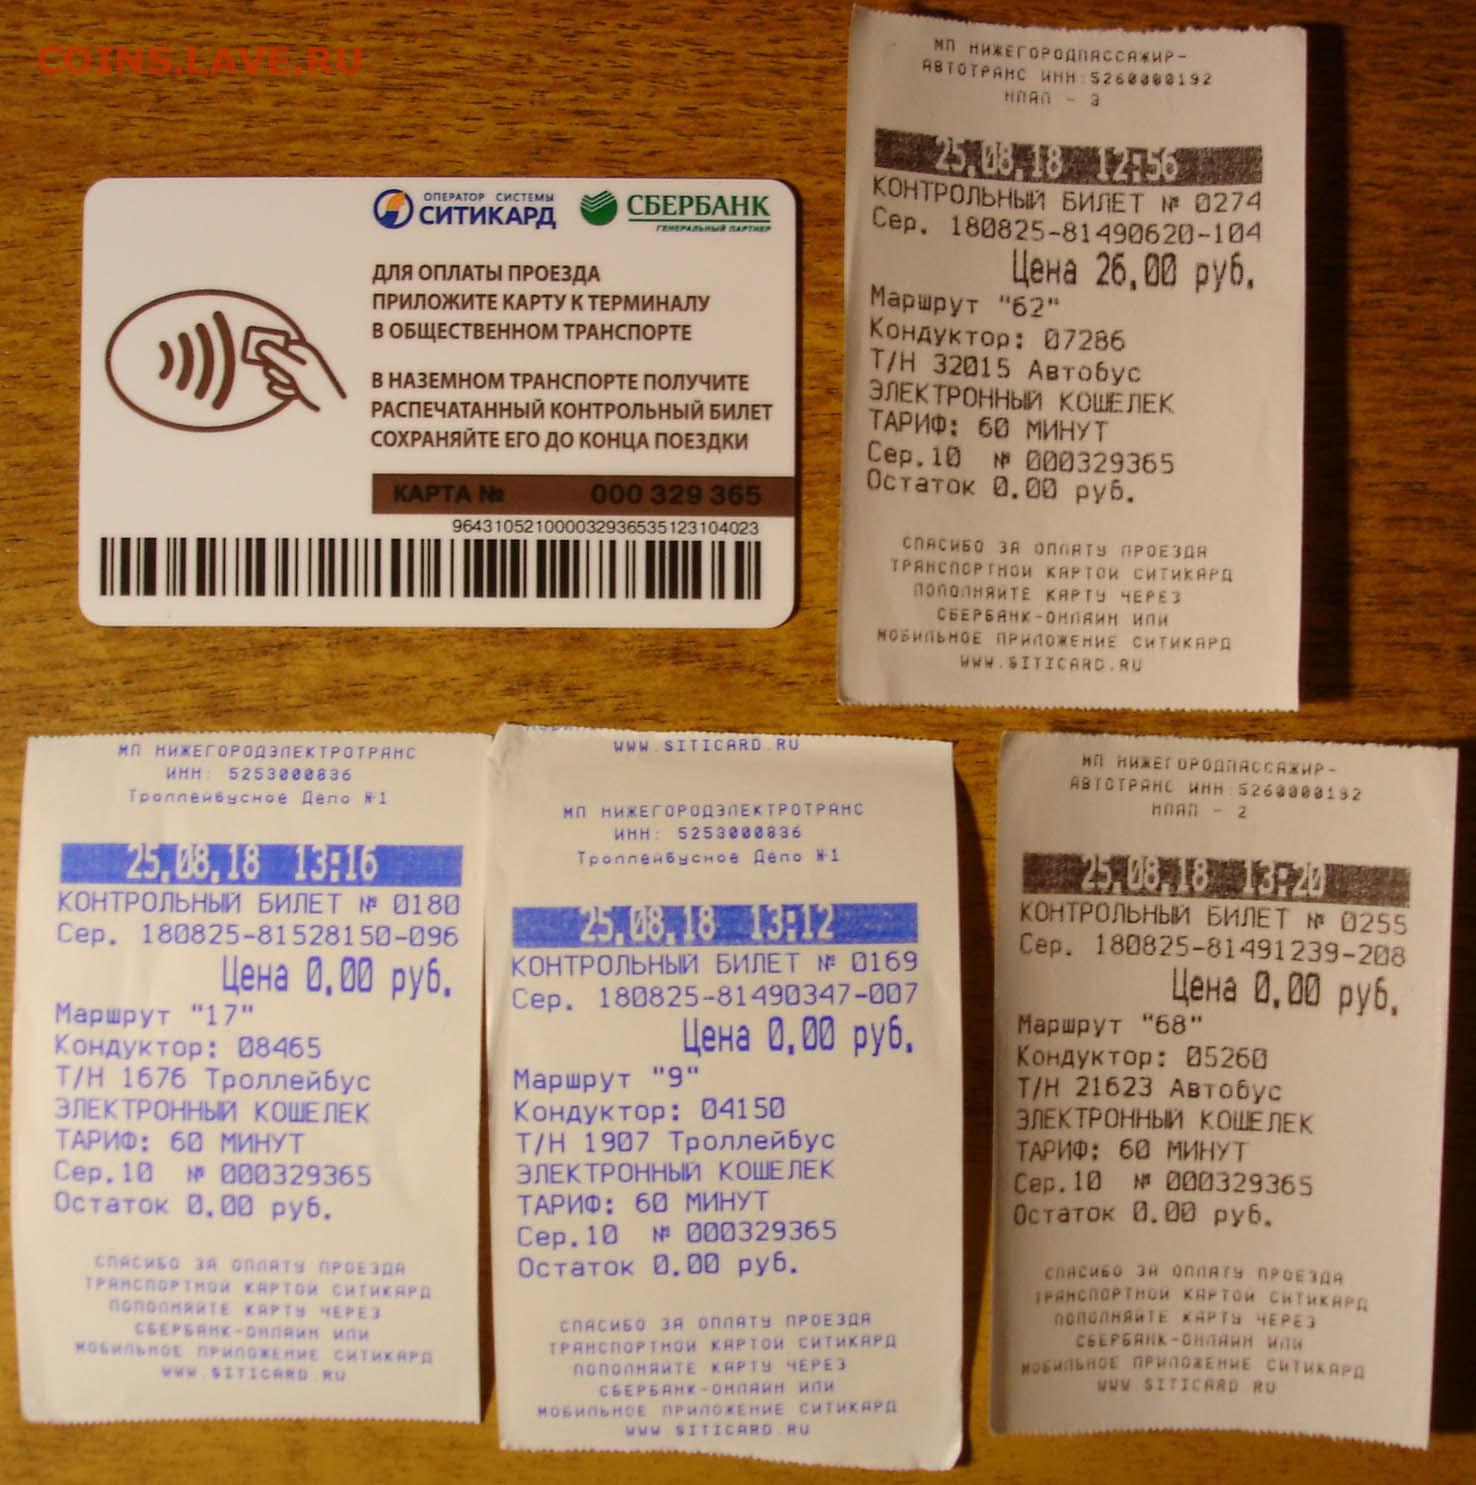 COINS.LAVE.RU
ОПЕРАТОР СИСТЕМЫ
СИТИКАРД
СБЕРБАНК
ГЕНЕРАЛЬНЫЙ ПАРТНЕР
ДЛЯ ОПЛАТЫ ПРОЕЗДА
ПРИЛОЖИТЕ КАРТУ К ТЕРМИНАЛУ
В ОБЩЕСТВЕННОМ ТРАНСПОРТЕ
В НАЗЕМНОМ ТРАНСПОРТЕ ПОЛУЧИТЕ
РАСПЕЧАТАННЫЙ КОНТРОЛЬНЫЙ БИЛЕТ
СОХРАНЯЙТЕ ЕГО ДО КОНЦА ПОЕЗДКИ
КАРТА № 000 329 365
96431052100003293653512310 4023
МП НИЖЕГОРОДПАССАЖИР-
АВТОТРАНС ИНН:5260000192
НПАП - 3
25.08.18 12:56
КОНТРОЛЬНЫЙ БИЛЕТ № 0274
Сер. 180825-81490620-104
Цена 26,00 руб.
Маршрут "62"
Кондуктор: 07286
Т/Н 32015 Автобус
ЭЛЕКТРОННЫЙ КОШЕЛЕК
ТАРИФ: 60 МИНУТ
Сер.10 № 000329365
Остаток 0.00 руб.
СПАСИБО ЗА ОПЛАТУ ПРОЕЗДА
ТРАНСПОРТНОЙ КАРТОЙ СИТИКАРД
ПОПОЛНЯЙТЕ КАРТУ ЧЕРЕЗ
СБЕРБАНК-ОНЛАЙН ИЛИ
МОБИЛЬНОЕ ПРИЛОЖЕНИЕ СИТИКАРД
WWW.SITICARD.RU
МП НИЖЕГОРОДЭЛЕКТРОТРАНС
ИНН: 5253000836
Троллейбусное Депо №1
25.08.18 13:16
КОНТРОЛЬНЫЙ БИЛЕТ № 0180
Сер. 180825-81528150-096
Цена 0,00 руб.
Маршрут "17"
Кондуктор: 08465
Т/Н 1676 Троллейбус
ЭЛЕКТРОННЫЙ КОШЕЛЕК
ТАРИФ: 60 МИНУТ
Сер.10 № 000329365
Остаток 0.00 руб.
СПАСИБО ЗА ОПЛАТУ ПРОЕЗДА
ТРАНСПОРТНОЙ КАРТОЙ СИТИКАРД
ПОПОЛНЯЙТЕ КАРТУ ЧЕРЕЗ
СБЕРБАНК-ОНЛАЙН ИЛИ
МОБИЛЬНОЕ ПРИЛОЖЕНИЕ СИТИКАРД
WWW.SITICARD.RU
WWW.SITICARD.RU
МП НИЖЕГОРОДЭЛЕКТРОТРАНС
ИНН: 5253000836
Троллейбусное Депо №1
25.08.18 13:12
КОНТРОЛЬНЫЙ БИЛЕТ № 0169
Сер. 180825-81490347-007
Цена 0,00 руб.
Маршрут "9"
Кондуктор: 04150
Т/Н 1907 Троллейбус
ЭЛЕКТРОННЫЙ КОШЕЛЕК
ТАРИФ: 60 МИНУТ
Сер.10 № 000329365
Остаток 0.00 руб.
СПАСИБО ЗА ОПЛАТУ ПРОЕЗДА
ТРАНСПОРТНОЙ КАРТОЙ СИТИКАРД
ПОПОЛНЯЙТЕ КАРТУ ЧЕРЕЗ
СБЕРБАНК-ОНЛАЙН ИЛИ
МОБИЛЬНОЕ ПРИЛОЖЕНИЕ СИТИКАРД
WWW.SITICARD.RU
МП НИЖЕГОРОДПАССАЖИР-
АВТОТРАНС ИНН:5260000192
НПАП - 2
25.08.18 13:20
КОНТРОЛЬНЫЙ БИЛЕТ № 0255
Сер. 180825-81491239-208
Цена 0,00 руб.
Маршрут "68"
Кондуктор: 05260
Т/Н 21623 Автобус
ЭЛЕКТРОННЫЙ КОШЕЛЕК
ТАРИФ: 60 МИНУТ
Сер.10 № 000329365
Остаток 0.00 руб.
СПАСИБО ЗА ОПЛАТУ ПРОЕЗДА
ТРАНСПОРТНОЙ КАРТОЙ СИТИКАРД
ПОПОЛНЯЙТЕ КАРТУ ЧЕРЕЗ
СБЕРБАНК-ОНЛАЙН ИЛИ
МОБИЛЬНОЕ ПРИЛОЖЕНИЕ СИТИКАРД
WWW SITICARD RU